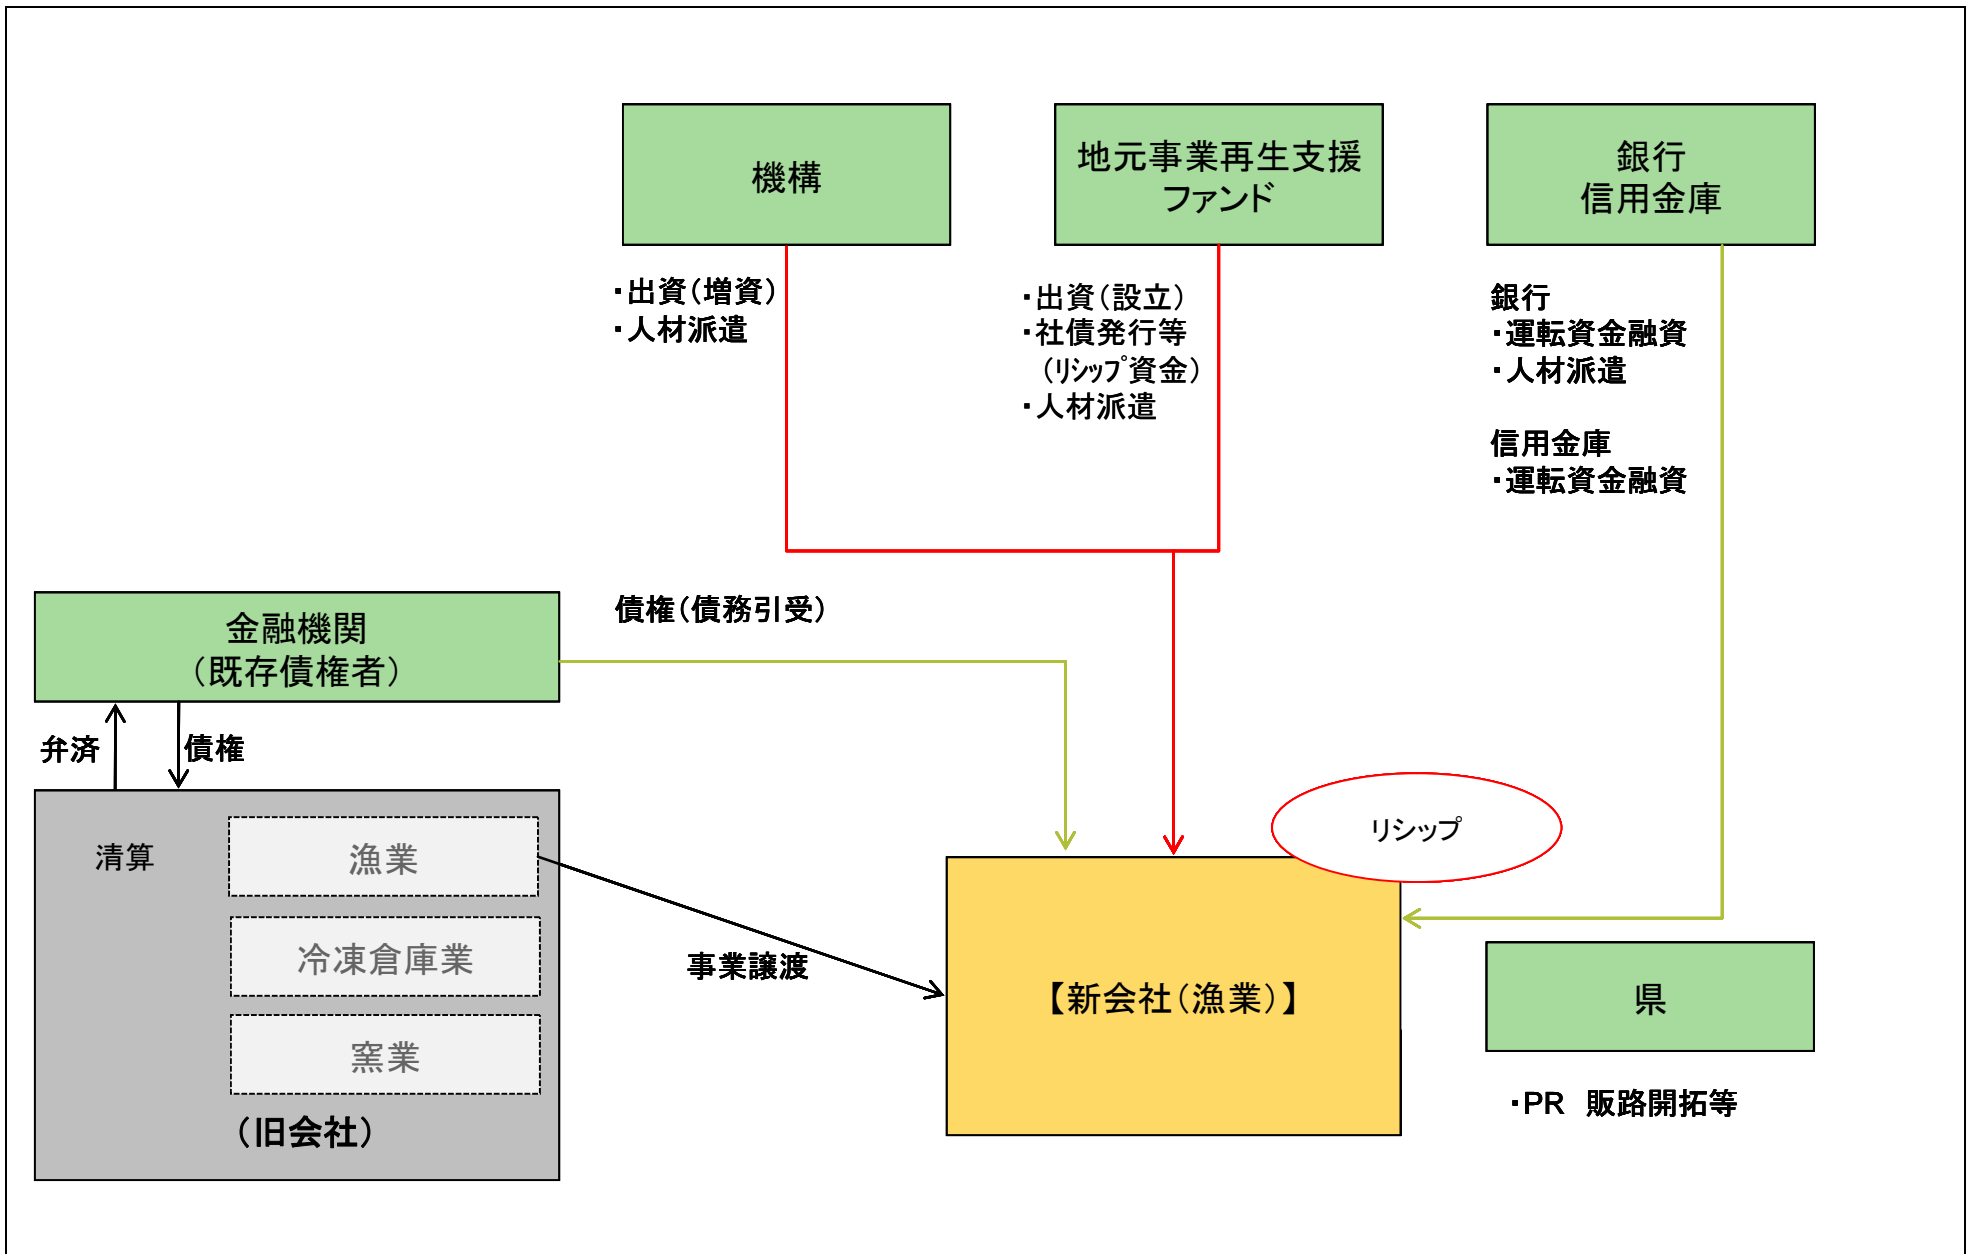 機構
地元事業再生支援
ファンド
銀行
信用金庫
・出資（増資）
・人材派遣
・出資（設立）
・社債発行等
（ﾘｼｯﾌﾟ資金）
・人材派遣
銀行
・運転資金融資
・人材派遣
信用金庫
・運転資金融資
金融機関
（既存債権者）
債権（債務引受）
弁済
債権
清算
漁業
冷凍倉庫業
窯業
（旧会社）
事業譲渡
リシップ
【新会社（漁業）】
県
・PR　販路開拓等